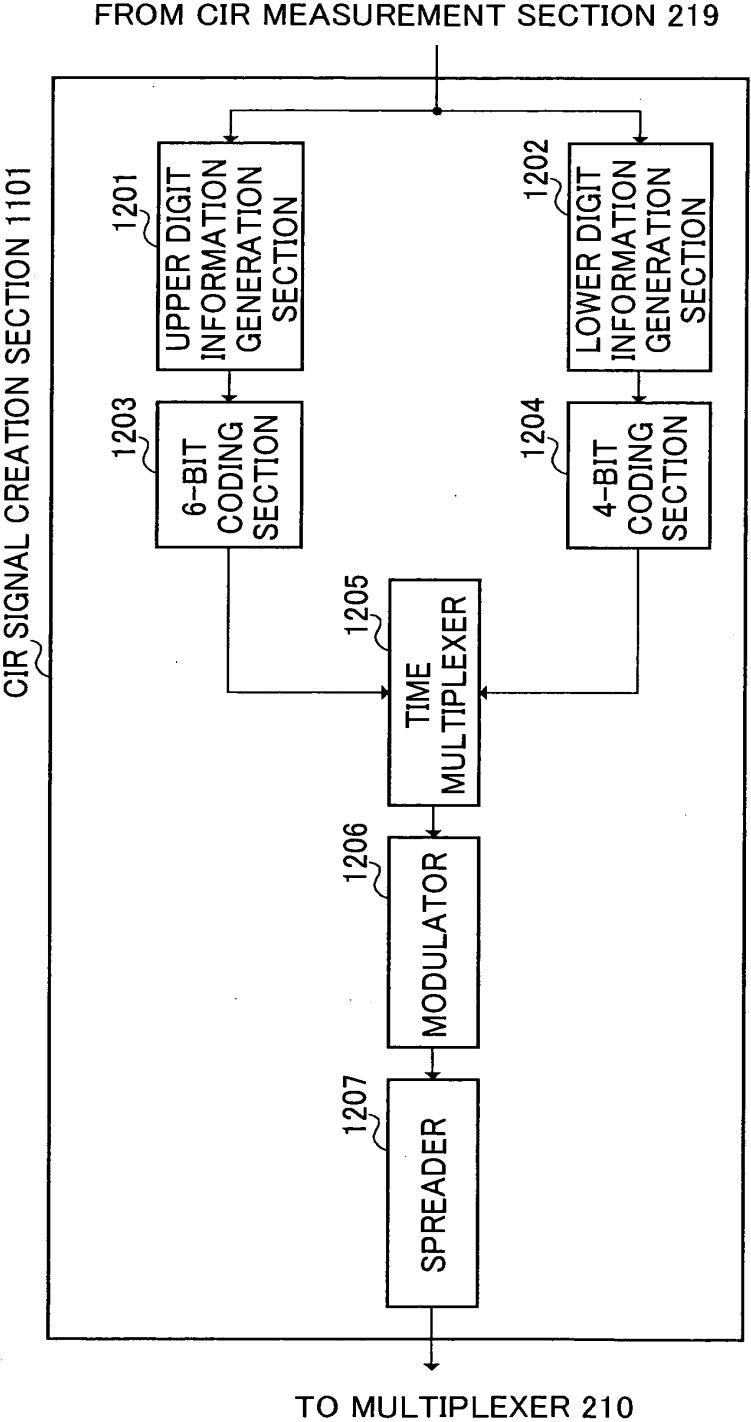 FROM CIR MEASUREMENT SECTION 219
CIR SIGNAL CREATION SECTION 1101
1201
UPPER DIGIT
INFORMATION
GENERATION
SECTION
1202
LOWER DIGIT
INFORMATION
GENERATION
SECTION
1203
6-BIT
CODING
SECTION
1204
4-BIT
CODING
SECTION
1205
TIME
MULTIPLEXER
1206
MODULATOR
1207
SPREADER
TO MULTIPLEXER 210